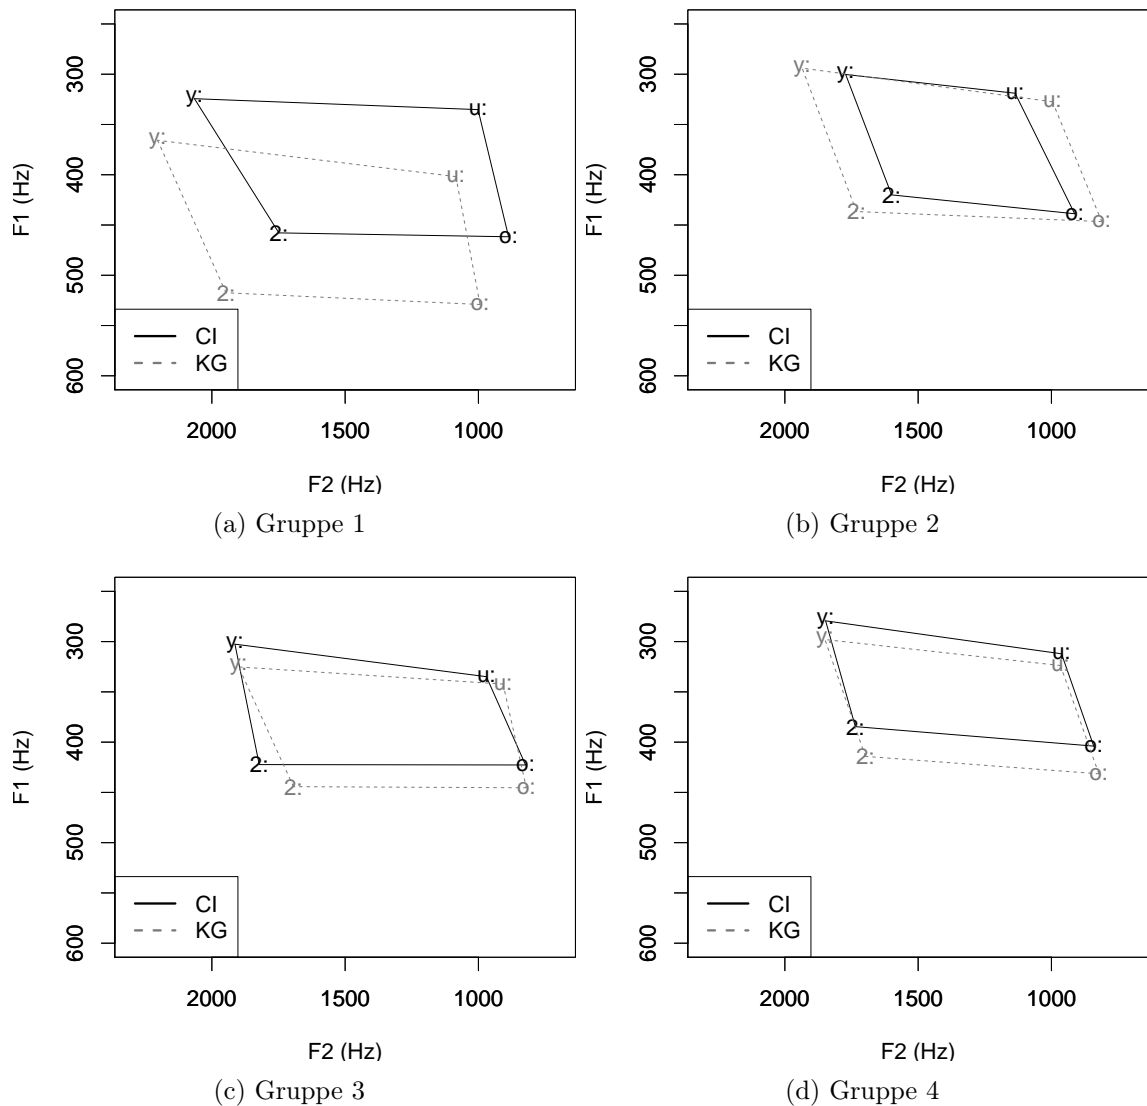 300
400
500
600
F1 (Hz)
y:
u:
2:
o:
y:
u:
2:
o:
CI
KG
2000 1500 1000
F2 (Hz)
(a) Gruppe 1
300
400
500
600
F1 (Hz)
y:
u:
2:
o:
y:
u:
2:
o:
CI
KG
2000 1500 1000
F2 (Hz)
(b) Gruppe 2
300
400
500
600
F1 (Hz)
y:
u:
2:
o:
y:
u:
2:
o:
CI
KG
2000 1500 1000
F2 (Hz)
(c) Gruppe 3
300
400
500
600
F1 (Hz)
y:
u:
2:
o:
y:
u:
2:
o:
CI
KG
2000 1500 1000
F2 (Hz)
(d) Gruppe 4